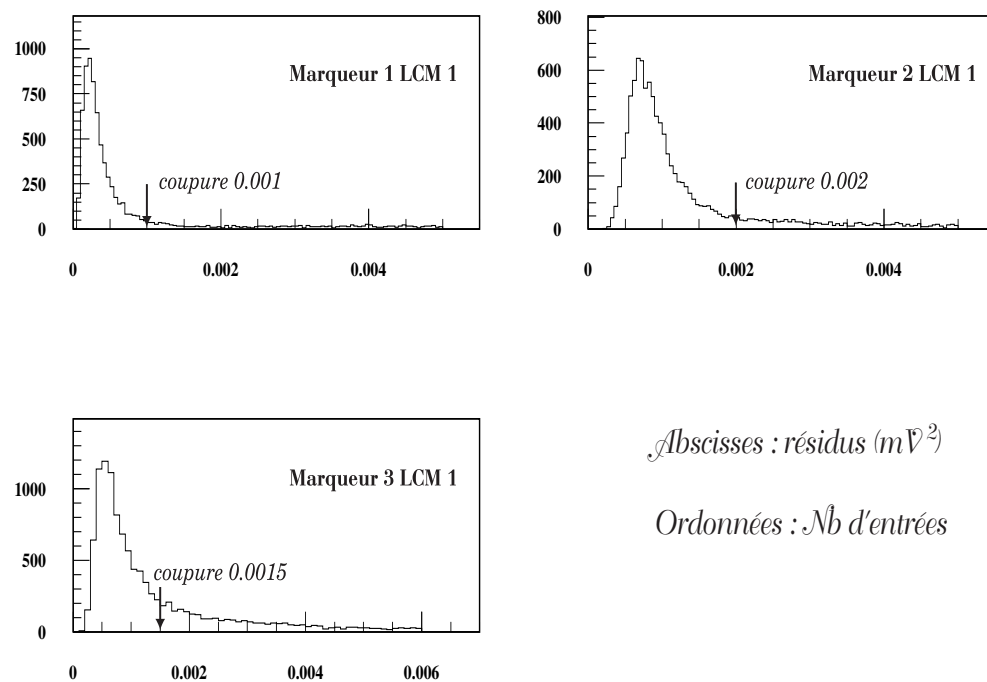 Marqueur 1 LCM 1
1000
750
500
250
0
coupure 0.001
0 0.002 0.004
Marqueur 2 LCM 1
800
600
400
200
0
coupure 0.002
0 0.002 0.004
Marqueur 3 LCM 1
1000
500
0
coupure 0.0015
0 0.002 0.004 0.006
Abscisses : résidus (mV²)
Ordonnées : Nb d'entrées